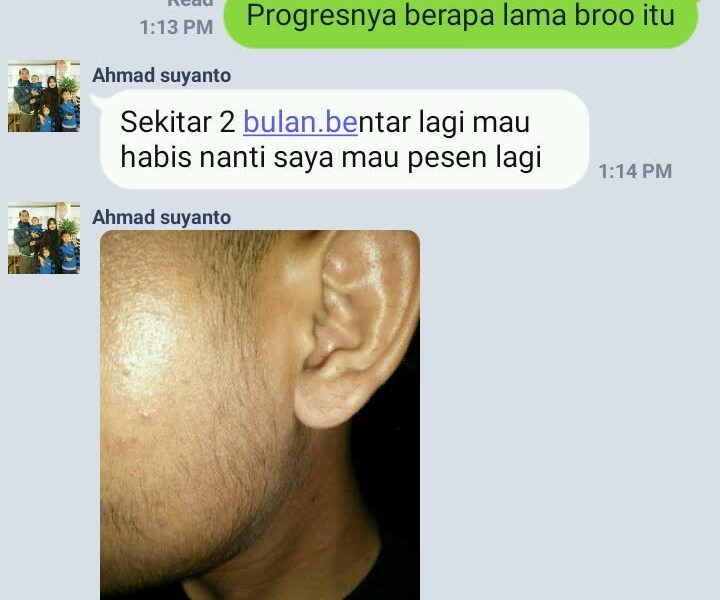 Read
Progresnya berapa lama broo itu
1:13 PM
Ahmad suyanto
Sekitar 2 bulan.bentar lagi mau
habis nanti saya mau pesen lagi
1:14 PM
Ahmad suyanto